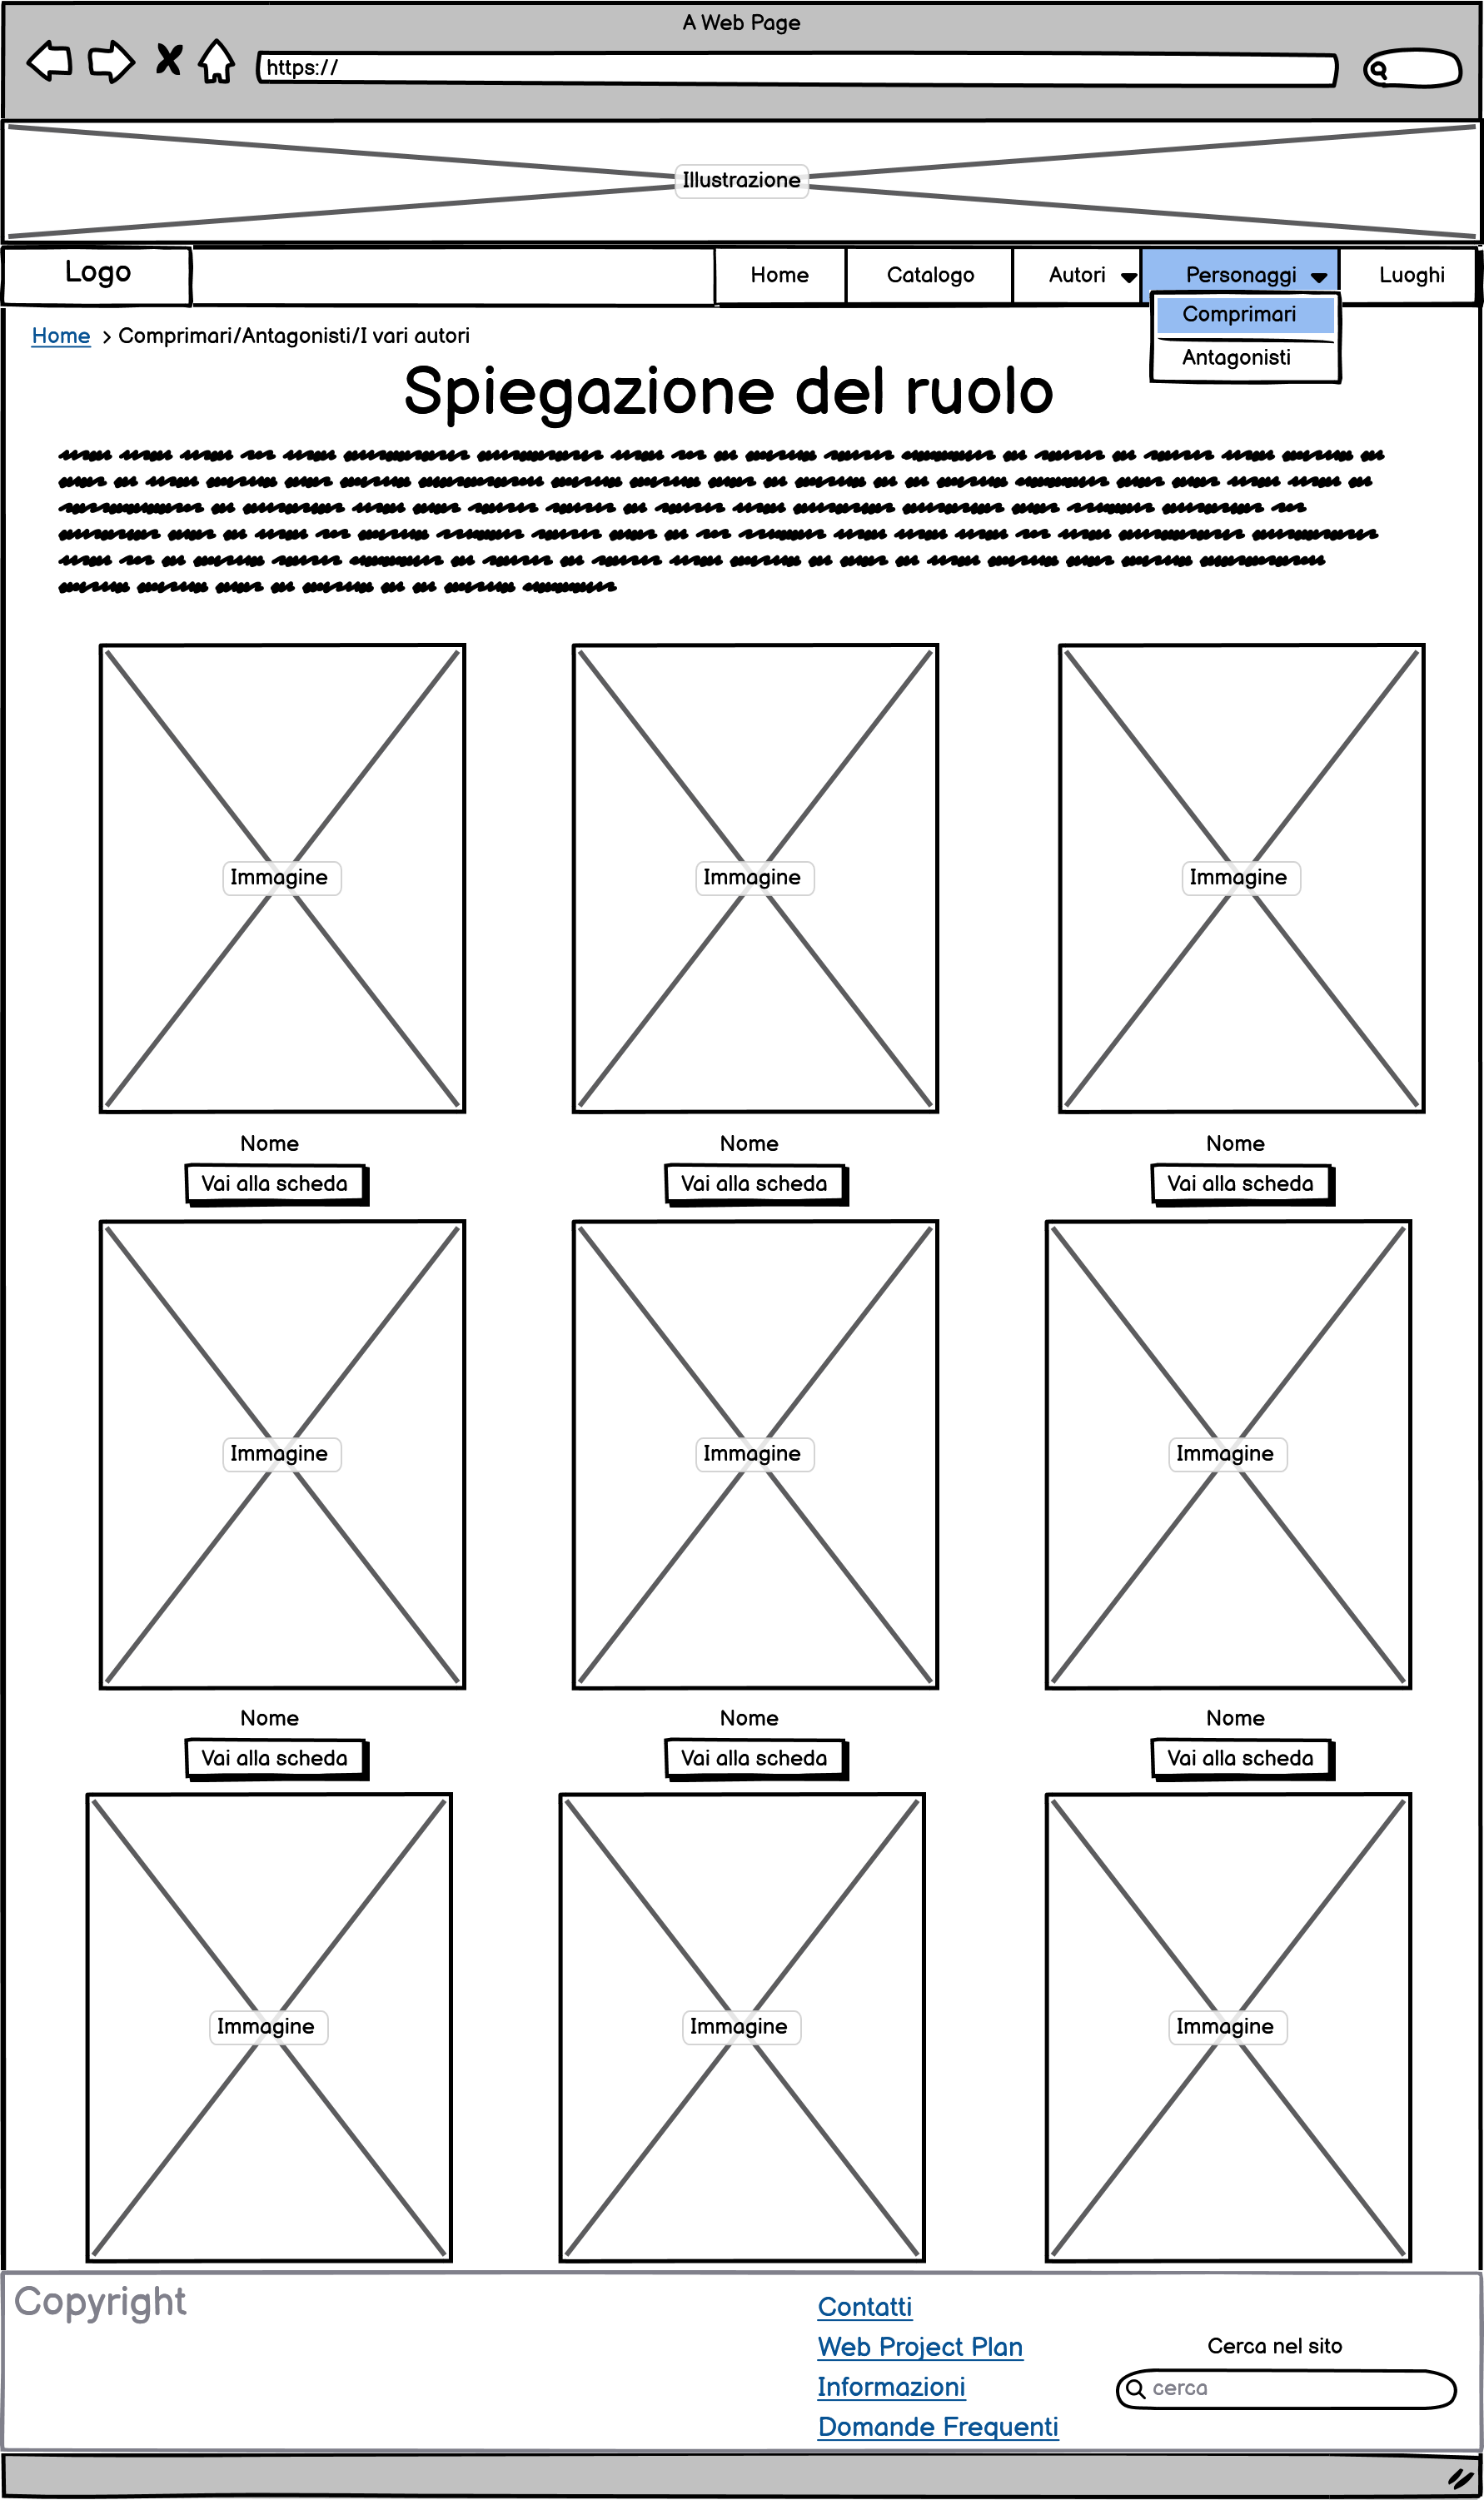 A Web Page
https://
Illustrazione
Logo
Home
Catalogo
Autori
Personaggi
Luoghi
Comprimari
Antagonisti
Home > Comprimari/Antagonisti/I vari autori
Spiegazione del ruolo
Immagine
Immagine
Immagine
Nome
Nome
Nome
Vai alla scheda
Vai alla scheda
Vai alla scheda
Immagine
Immagine
Immagine
Nome
Nome
Nome
Vai alla scheda
Vai alla scheda
Vai alla scheda
Immagine
Immagine
Immagine
Copyright
Contatti
Web Project Plan
Informazioni
Domande Frequenti
Cerca nel sito
cerca